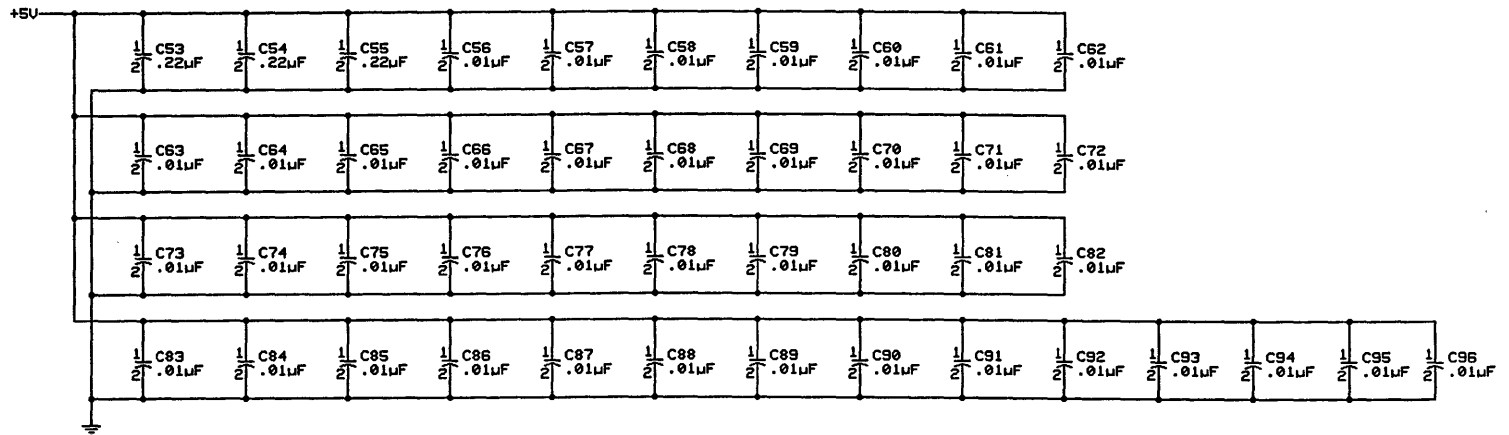 +5V
1 C53 1 C54 1 C55 1 C56 1 C57 1 C58 1 C59 1 C60 1 C61 1 C62
2 .22µF 2 .22µF 2 .22µF 2 .01µF 2 .01µF 2 .01µF 2 .01µF 2 .01µF 2 .01µF 2 .01µF
1 C63 1 C64 1 C65 1 C66 1 C67 1 C68 1 C69 1 C70 1 C71 1 C72
2 .01µF 2 .01µF 2 .01µF 2 .01µF 2 .01µF 2 .01µF 2 .01µF 2 .01µF 2 .01µF 2 .01µF
1 C73 1 C74 1 C75 1 C76 1 C77 1 C78 1 C79 1 C80 1 C81 1 C82
2 .01µF 2 .01µF 2 .01µF 2 .01µF 2 .01µF 2 .01µF 2 .01µF 2 .01µF 2 .01µF 2 .01µF
1 C83 1 C84 1 C85 1 C86 1 C87 1 C88 1 C89 1 C90 1 C91 1 C92 1 C93 1 C94 1 C95 1 C96
2 .01µF 2 .01µF 2 .01µF 2 .01µF 2 .01µF 2 .01µF 2 .01µF 2 .01µF 2 .01µF 2 .01µF 2 .01µF 2 .01µF 2 .01µF 2 .01µF